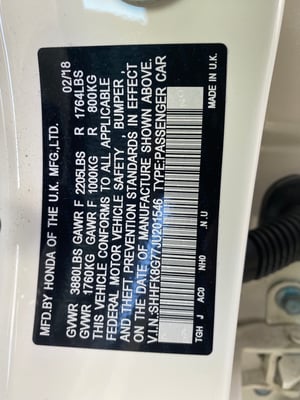 MFD.BY HONDA OF THE U.K. MFG.,LTD. 02/18
GVWR 3880LBS GAWR F 2205LBS R 1764LBS
GVWR 1760KG GAWR F 1000KG R 800KG
THIS VEHICLE CONFORMS TO ALL APPLICABLE
FEDERAL MOTOR VEHICLE SAFETY, BUMPER,
AND THEFT PREVENTION STANDARDS IN EFFECT
ON THE DATE OF MANUFACTURE SHOWN ABOVE.
V.I.N.:SHHFK8G77JU201546 TYPE:PASSENGER CAR
TGH J AC0 NH0 N U
MADE IN U.K.